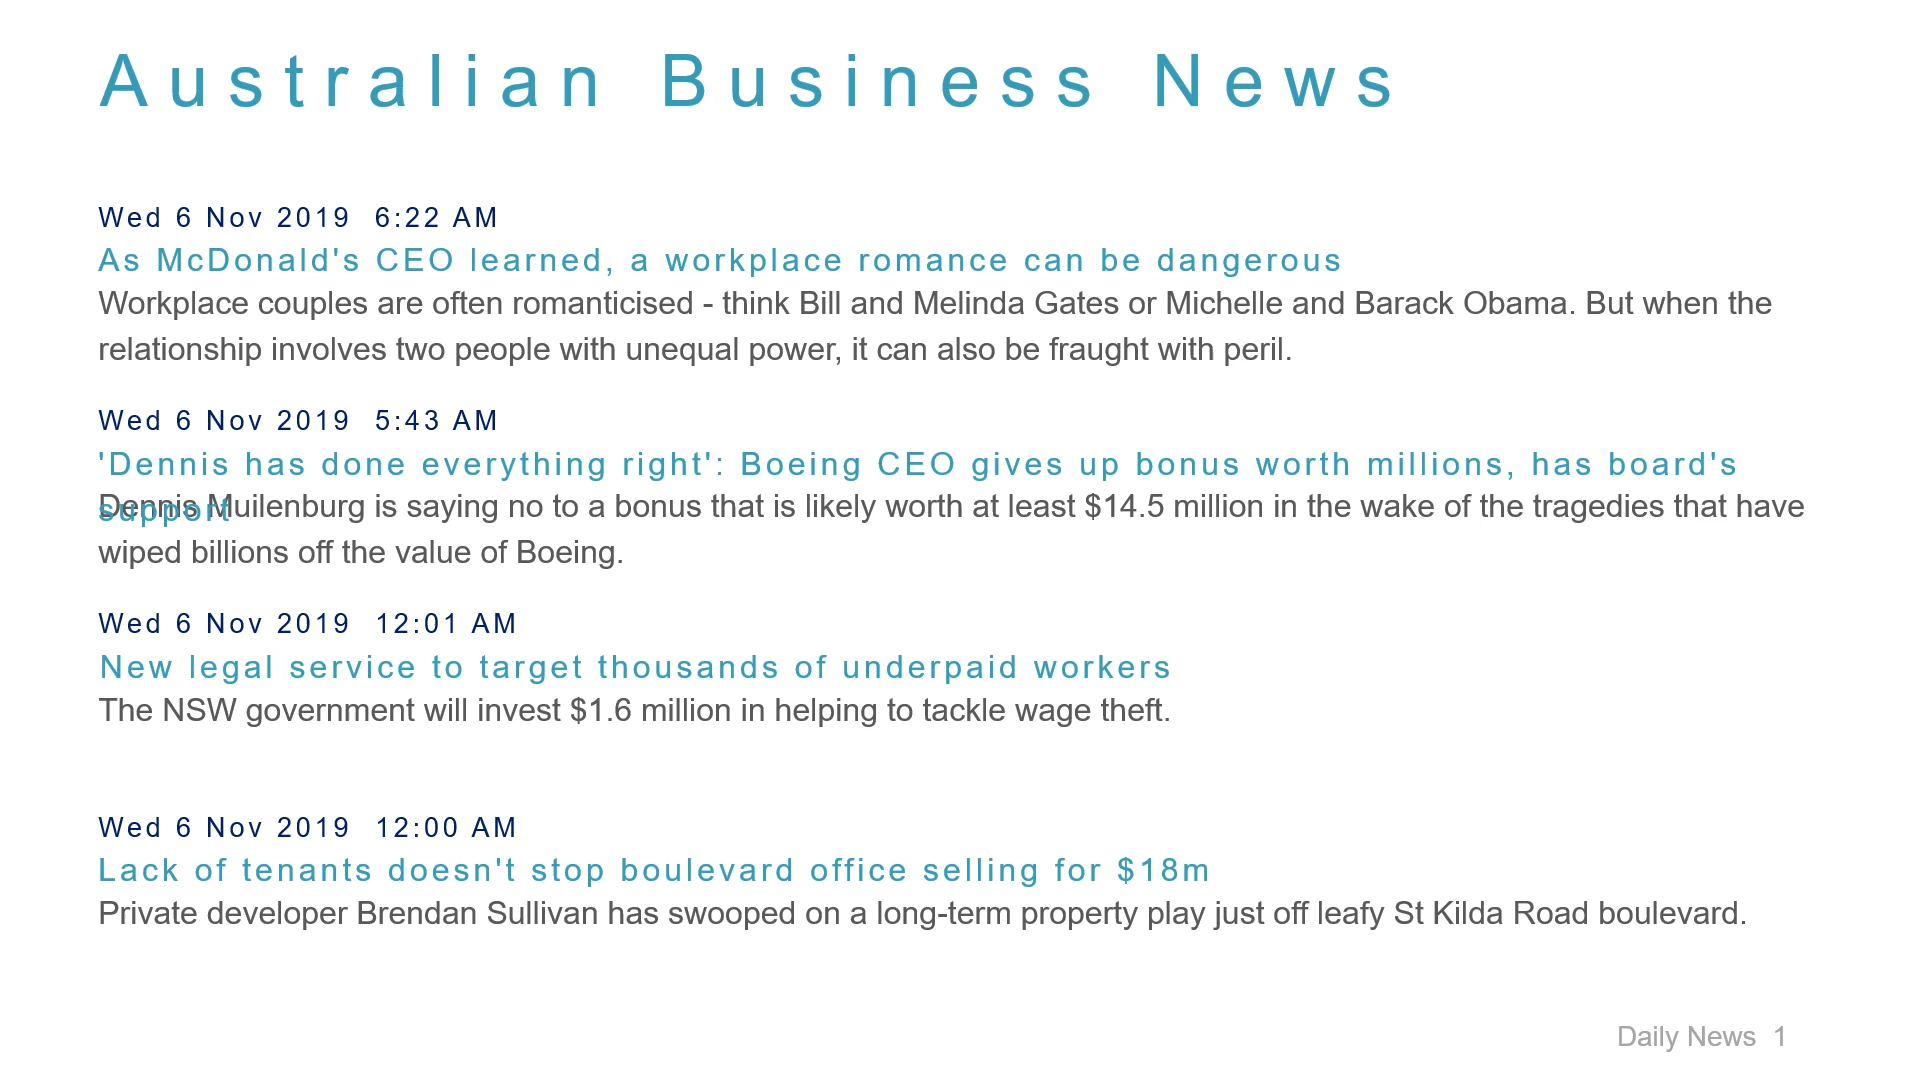 Australian Business News
Wed 6 Nov 2019  6:22 AM
As McDonald's CEO learned, a workplace romance can be dangerous
Workplace couples are often romanticised - think Bill and Melinda Gates or Michelle and Barack Obama. But when the
relationship involves two people with unequal power, it can also be fraught with peril.
Wed 6 Nov 2019  5:43 AM
'Dennis has done everything right': Boeing CEO gives up bonus worth millions, has board's
support
Dennis Muilenburg is saying no to a bonus that is likely worth at least $14.5 million in the wake of the tragedies that have
wiped billions off the value of Boeing.
Wed 6 Nov 2019  12:01 AM
New legal service to target thousands of underpaid workers
The NSW government will invest $1.6 million in helping to tackle wage theft.
Wed 6 Nov 2019  12:00 AM
Lack of tenants doesn't stop boulevard office selling for $18m
Private developer Brendan Sullivan has swooped on a long-term property play just off leafy St Kilda Road boulevard.
Daily News  1